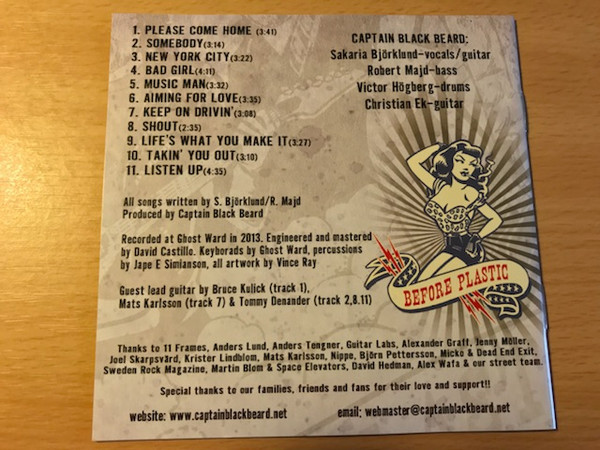 1. PLEASE COME HOME (3:41)
2. SOMEBODY(3:14)
3. NEW YORK CITY(3:22)
4. BAD GIRL(4:11)
5. MUSIC MAN(3:32)
6. AIMING FOR LOVE(3:35)
7. KEEP ON DRIVIN'(3:08)
8. SHOUT(2:35)
9. LIFE'S WHAT YOU MAKE IT(3:27)
10. TAKIN' YOU OUT(3:10)
11. LISTEN UP(4:35)
All songs written by S. Björklund/R. Majd
Produced by Captain Black Beard
Recorded at Ghost Ward in 2013. Engineered and mastered
by David Castillo. Keyborads by Ghost Ward, percussions
by Jape E Simianson, all artwork by Vince Ray
Guest lead guitar by Bruce Kulick (track 1),
Mats Karlsson (track 7) & Tommy Denander (track 2,8.11)
CAPTAIN BLACK BEARD:
Sakaria Björklund-vocals/guitar
Robert Majd-bass
Victor Högberg-drums
Christian Ek-guitar
BEFORE PLASTIC
Thanks to 11 Frames, Anders Lund, Anders Tengner, Guitar Labs, Alexander Graff, Jenny Möller,
Joel Skarpsvärd, Krister Lindblom, Mats Karlsson, Nippe, Björn Pettersson, Micko & Dead End Exit,
Sweden Rock Magazine, Martin Blom & Space Elevators, David Hedman, Alex Wafa & our street team.
Special thanks to our families, friends and fans for their love and support!!
website: www.captainblackbeard.net
email: webmaster@captainblackbeard.net